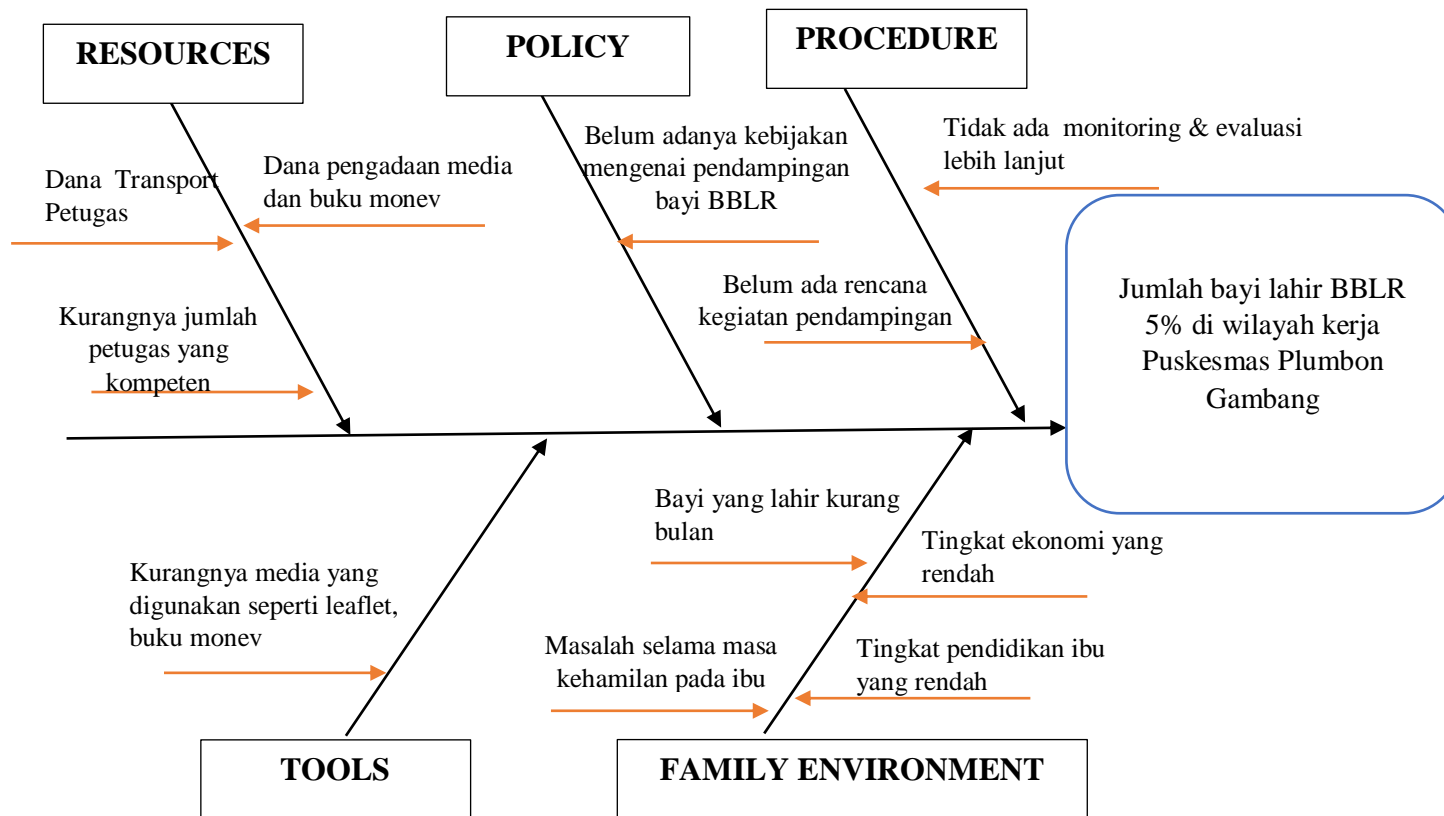 RESOURCES
POLICY
PROCEDURE
Dana Transport
Petugas
Dana pengadaan media
dan buku monev
Kurangnya jumlah
petugas yang
kompeten
Belum adanya kebijakan
mengenai pendampingan
bayi BBLR
Tidak ada monitoring & evaluasi
lebih lanjut
Belum ada rencana
kegiatan pendampingan
Jumlah bayi lahir BBLR
5% di wilayah kerja
Puskesmas Plumbon
Gambang
Kurangnya media yang
digunakan seperti leaflet,
buku monev
Bayi yang lahir kurang
bulan
Tingkat ekonomi yang
rendah
Masalah selama masa
kehamilan pada ibu
Tingkat pendidikan ibu
yang rendah
TOOLS
FAMILY ENVIRONMENT